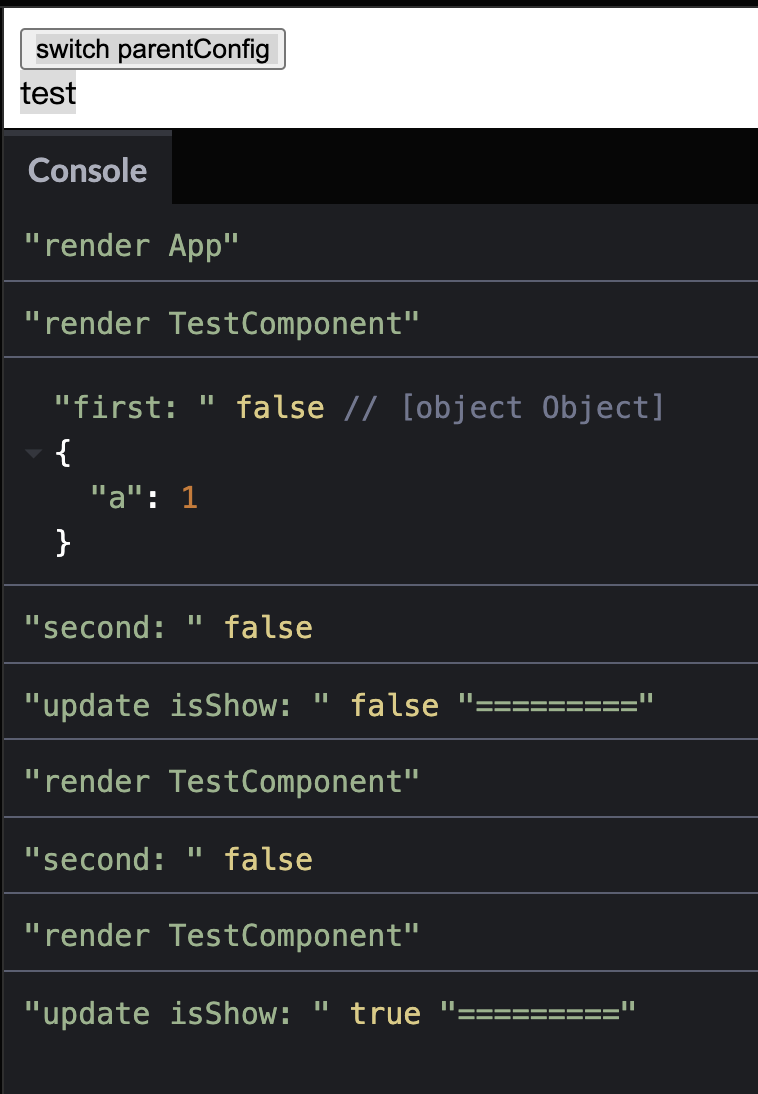 switch parentConfig
test
Console
"render App"
"render TestComponent"
"first: " false // [object Object]
{
"a": 1
}
"second: " false
"update isShow: " false "========="
"render TestComponent"
"second: " false
"render TestComponent"
"update isShow: " true "========="